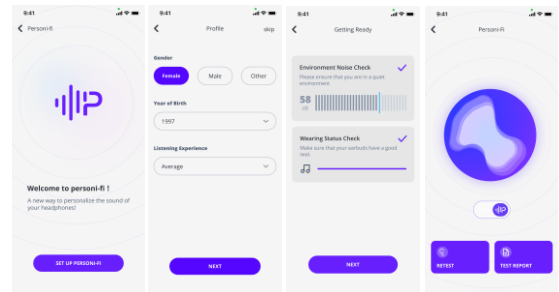 9:41
Personi-fi
Welcome to personi-fi !
A new way to personalize the sound of
your headphones!
SET UP PERSONI-FI
9:41
Profile
skip
Gender
Female
Male
Other
Year of Birth
1997
Listening Experience
Average
NEXT
9:41
Getting Ready
Environment Noise Check
Please ensure that you are in a quiet
environment.
58
dB
Wearing Status Check
Make sure that your earbuds have a good
seal.
NEXT
9:41
Personi-Fi
RETEST
TEST REPORT